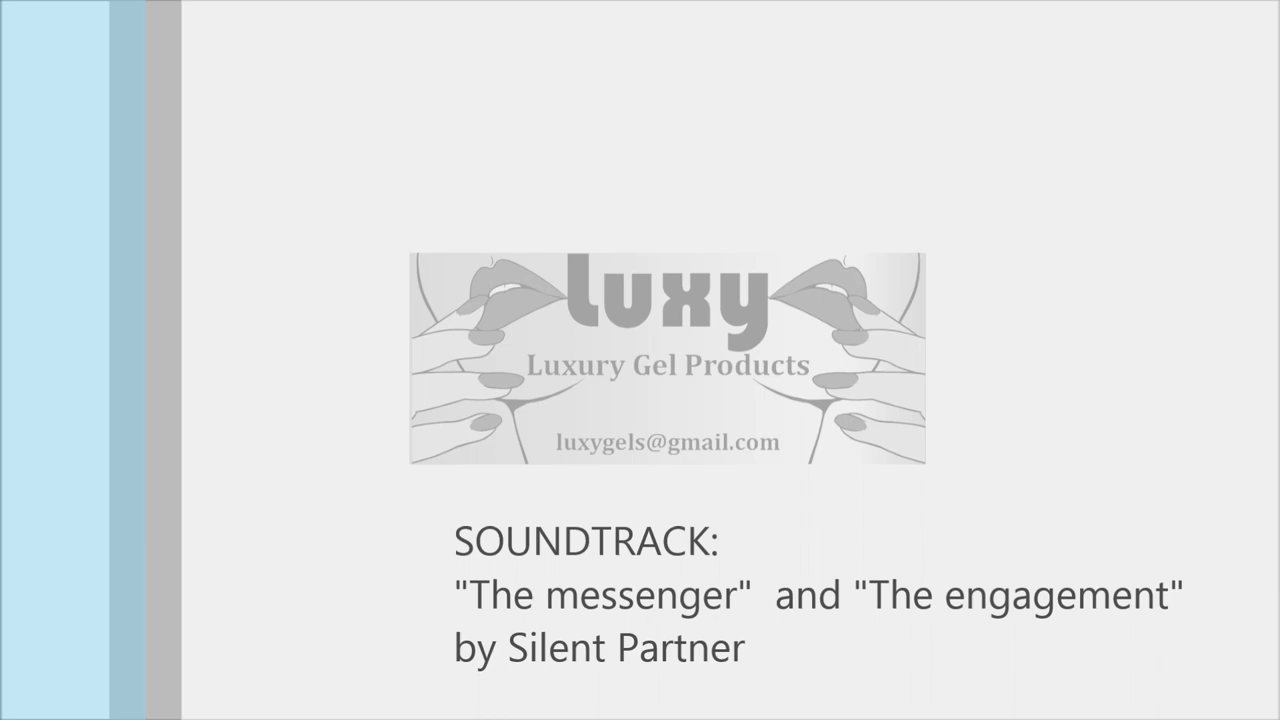 Luxy
Luxury Gel Products
luxygels@gmail.com
SOUNDTRACK:
"The messenger"  and "The engagement"
by Silent Partner